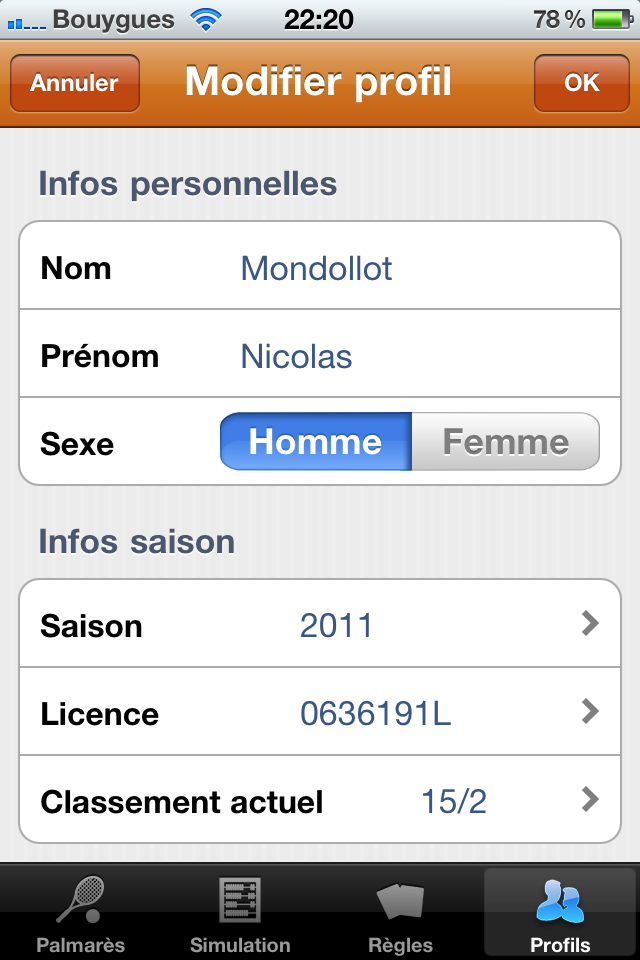 Bouygues 22:20 78 %
Annuler Modifier profil OK
Infos personnelles
Nom Mondollot
Prénom Nicolas
Sexe Homme Femme
Infos saison
Saison 2011
Licence 0636191L
Classement actuel 15/2
Palmarès Simulation Règles Profils